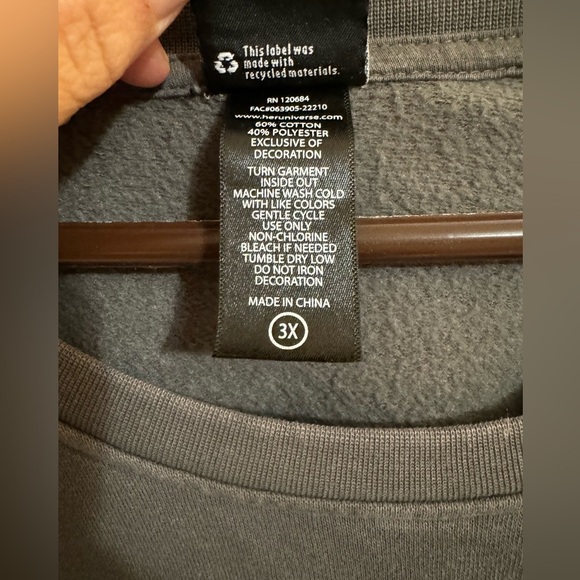 This label was
made with
recycled materials.
RN 120684
FAC#063905-22210
www.heruniverse.com
60% COTTON
40% POLYESTER
EXCLUSIVE OF
DECORATION
TURN GARMENT
INSIDE OUT
MACHINE WASH COLD
WITH LIKE COLORS
GENTLE CYCLE
USE ONLY
NON-CHLORINE
BLEACH IF NEEDED
TUMBLE DRY LOW
DO NOT IRON
DECORATION
MADE IN CHINA
3X